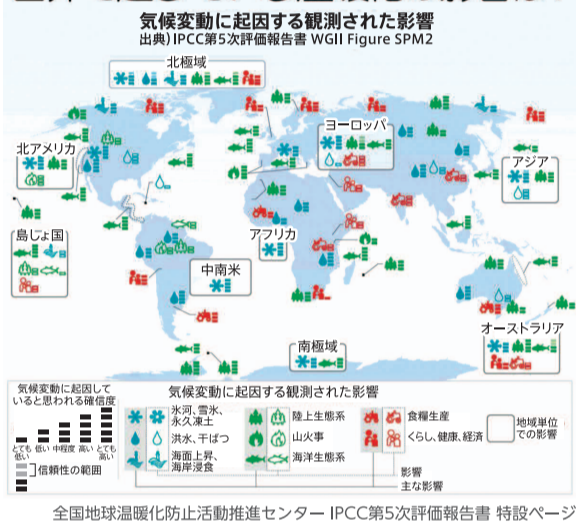 気候変動に起因する観測された影響
出典）IPCC第5次評価報告書 WGII Figure SPM2
北極域
北アメリカ
ヨーロッパ
アジア
島しょ国
アフリカ
中南米
南極域
オーストラリア
気候変動に起因して
いると思われる確信度
とても
低い
低い
中程度
高い
とても
高い
信頼性の範囲
気候変動に起因する観測された影響
氷河、雪氷、
永久凍土
洪水、干ばつ
海面上昇、
海岸浸食
陸上生態系
山火事
海洋生態系
食糧生産
くらし、健康、経済
地域単位
での影響
影響
主な影響
全国地球温暖化防止活動推進センター IPCC第5次評価報告書 特設ページ